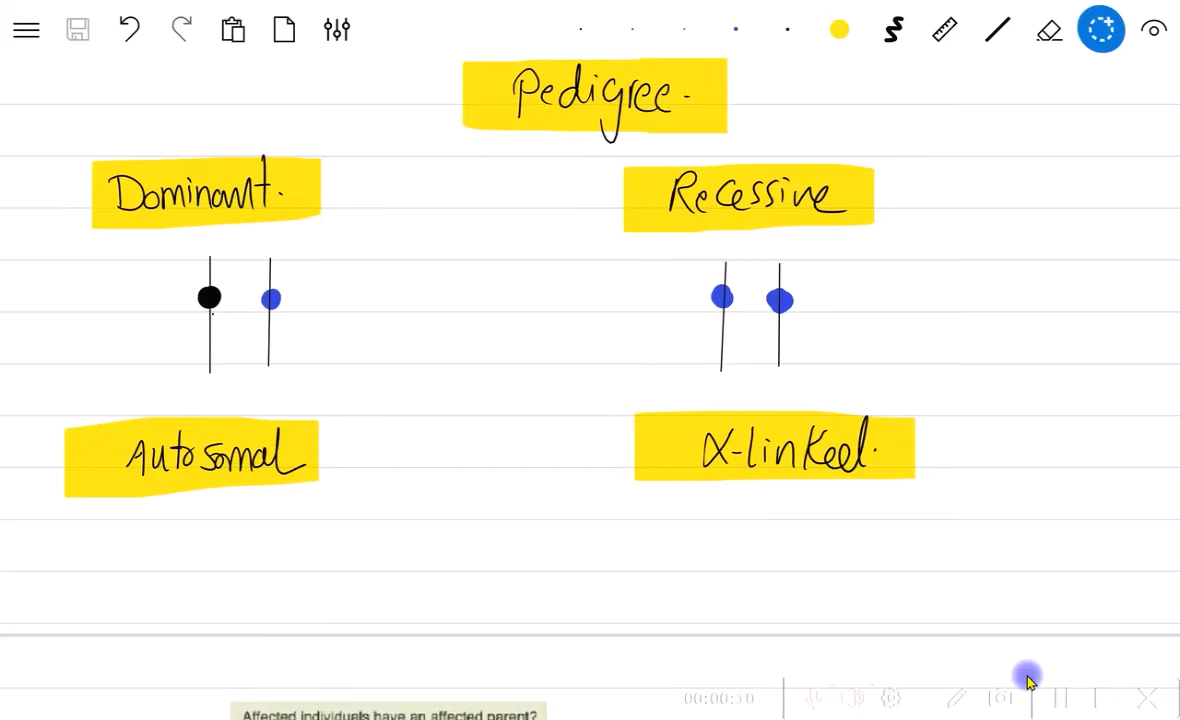 Pedigree.
Dominant.
Recessive
Autosomal
X-linked.
00:00:10
Affected individuals have an affected parent?